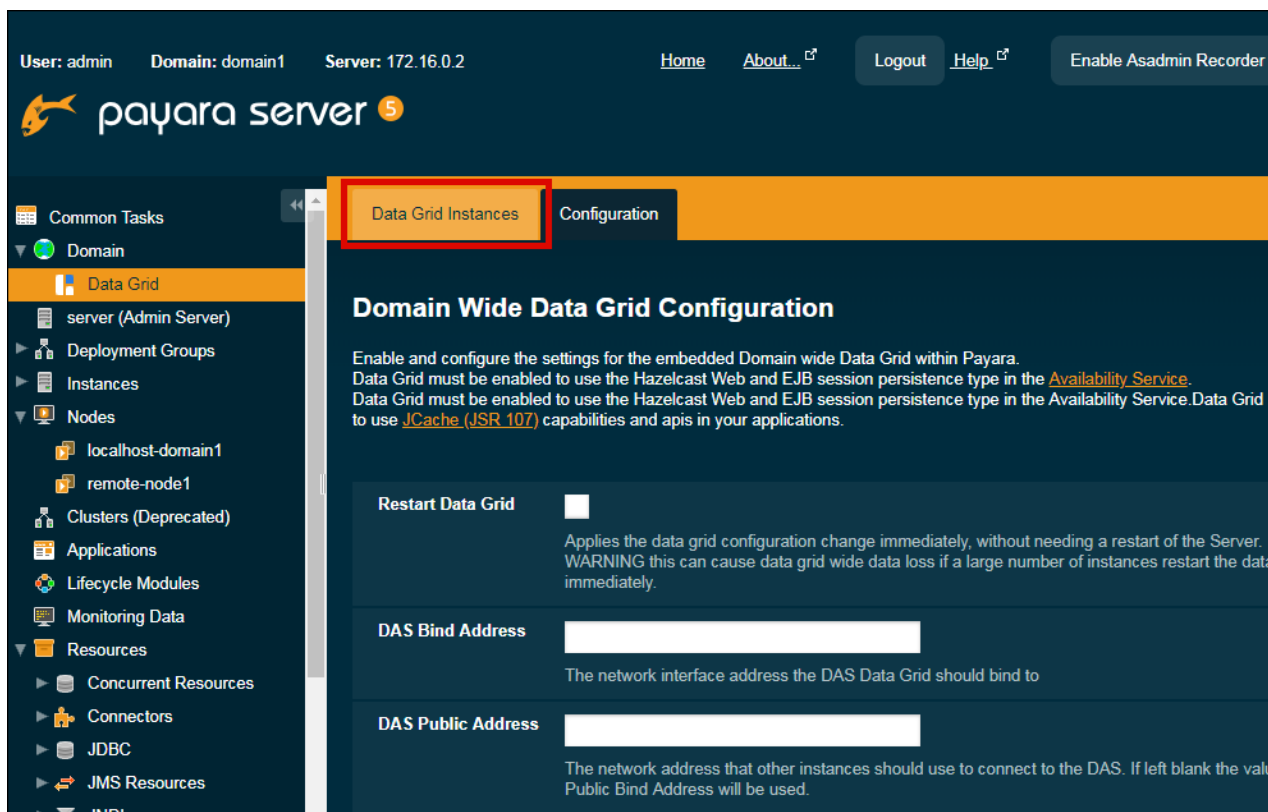 User: admin Domain: domain1 Server: 172.16.0.2 Home About... Logout Help Enable Asadmin Recorder
payara server 5
Common Tasks
Domain
Data Grid
server (Admin Server)
Deployment Groups
Instances
Nodes
localhost-domain1
remote-node1
Clusters (Deprecated)
Applications
Lifecycle Modules
Monitoring Data
Resources
Concurrent Resources
Connectors
JDBC
JMS Resources
Data Grid Instances Configuration
Domain Wide Data Grid Configuration
Enable and configure the settings for the embedded Domain wide Data Grid within Payara.
Data Grid must be enabled to use the Hazelcast Web and EJB session persistence type in the Availability Service.
Data Grid must be enabled to use the Hazelcast Web and EJB session persistence type in the Availability Service.Data Grid
to use JCache (JSR 107) capabilities and apis in your applications.
Restart Data Grid
Applies the data grid configuration change immediately, without needing a restart of the Server.
WARNING this can cause data grid wide data loss if a large number of instances restart the data
immediately.
DAS Bind Address
The network interface address the DAS Data Grid should bind to
DAS Public Address
The network address that other instances should use to connect to the DAS. If left blank the
Public Bind Address will be used.